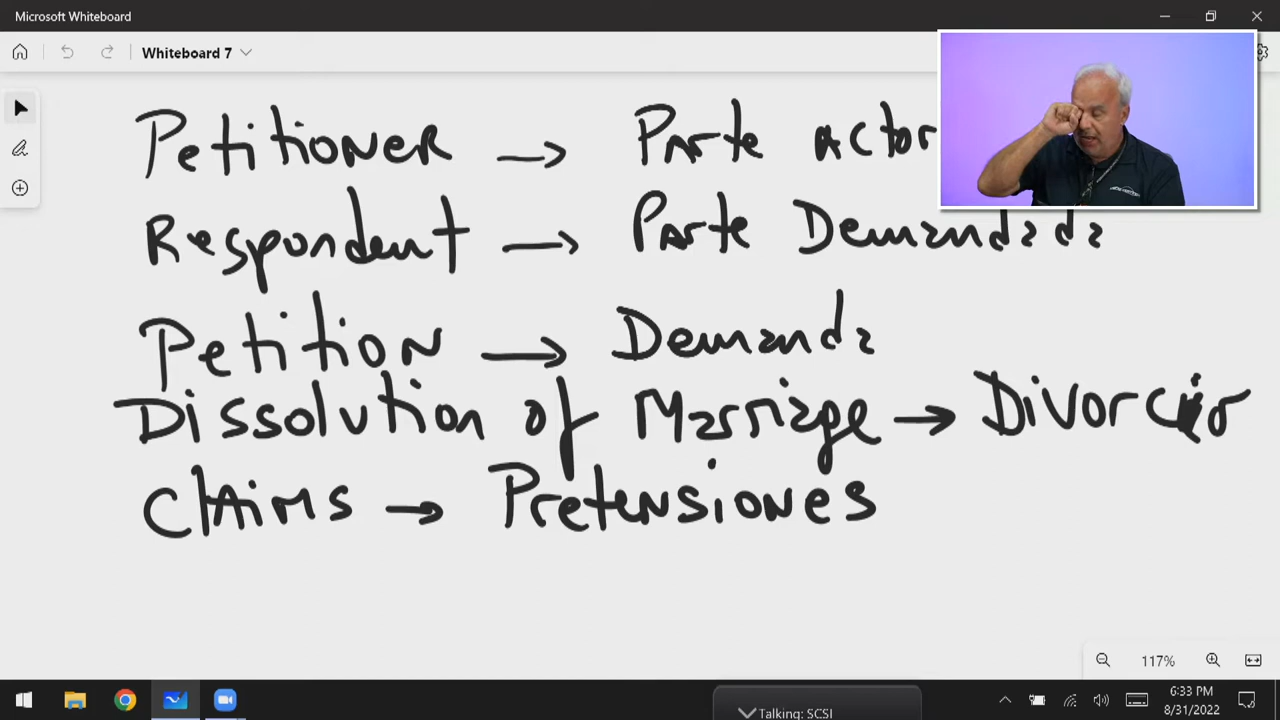 Microsoft Whiteboard
Whiteboard 7
Petitioner → Parte actor
Respondent → Parte Demandada
Petition → Demanda
Dissolution of Marriage → Divorcio
Claims → Pretensiones
117%
Talking: SCSI
6:33 PM
8/31/2022